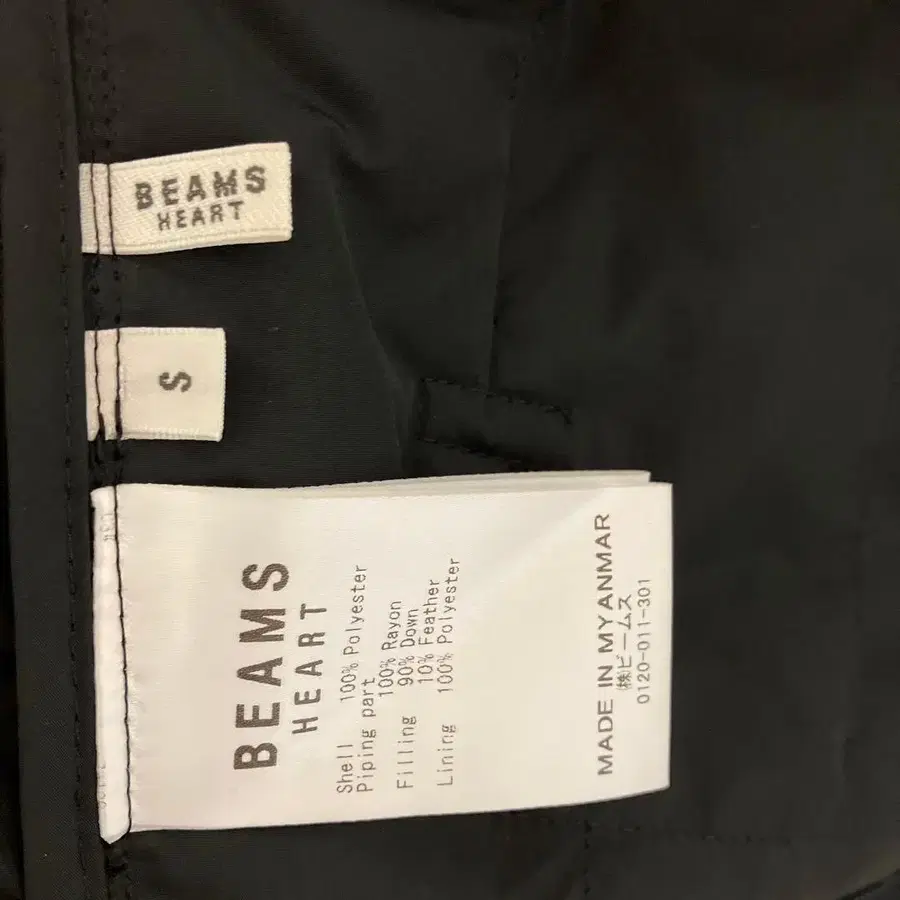 BEAMS
HEART
S
BEAMS
HEART
Shell 100% Polyester
Piping part
100% Rayon
Filling 90% Down
10% Feather
Lining 100% Polyester
MADE IN MYANMAR
㈱ビームス
0120-011-301